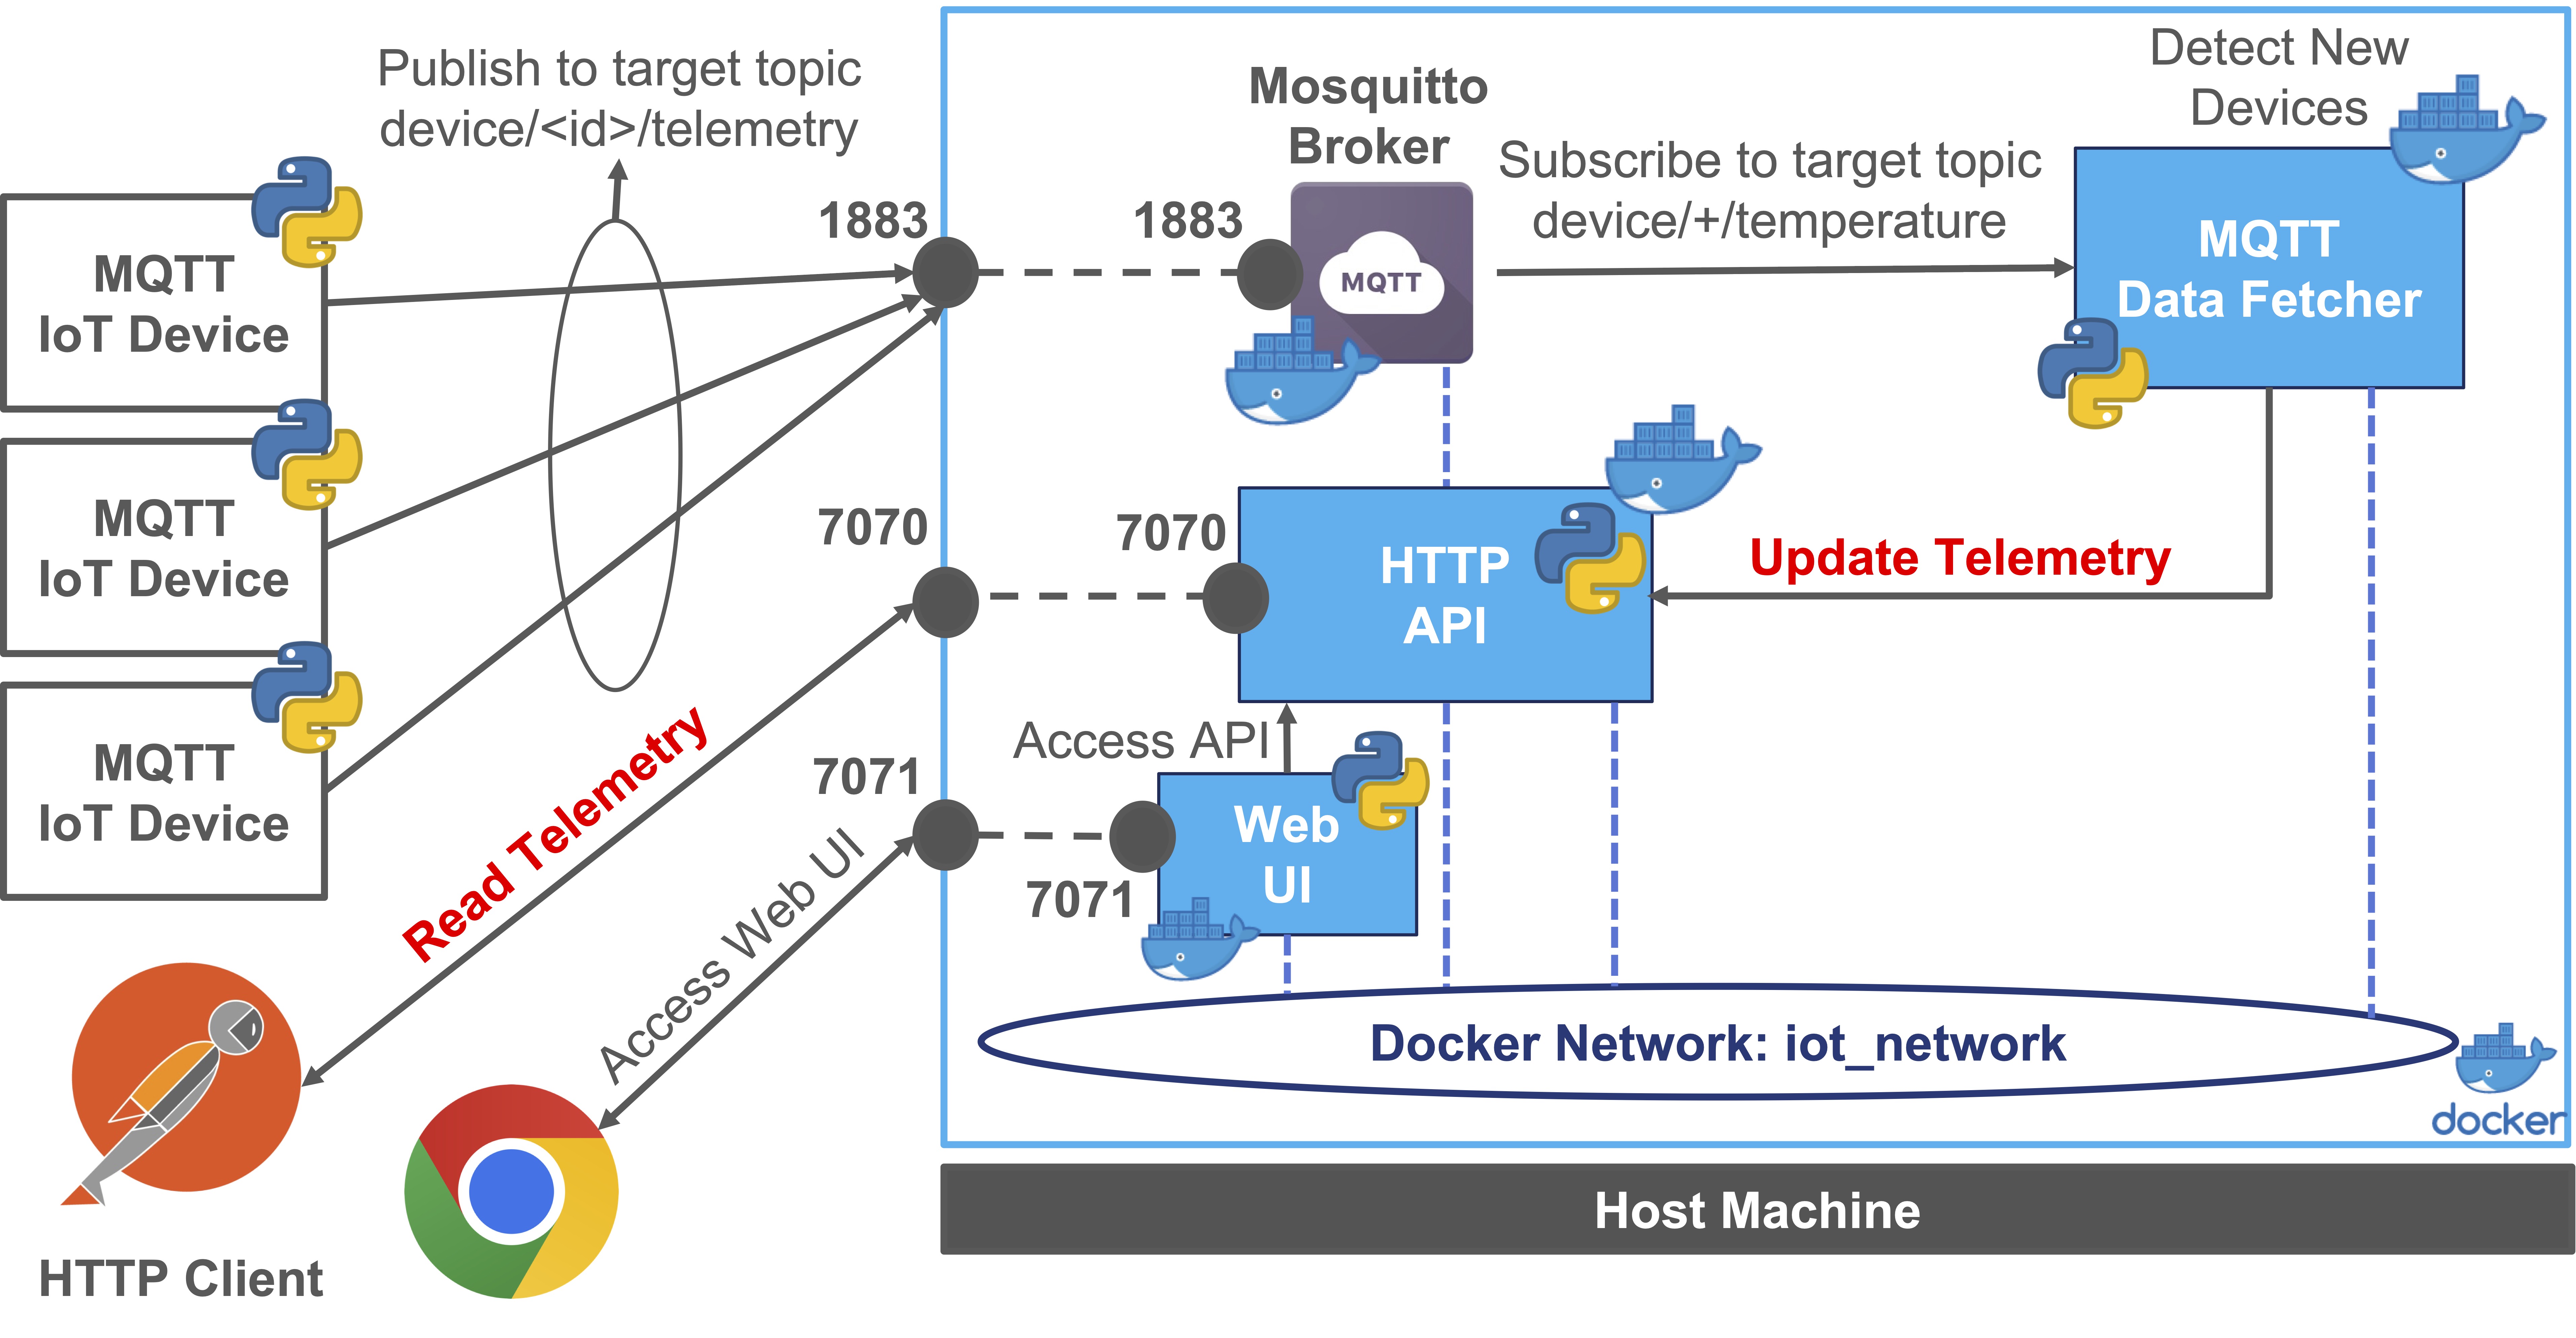 Publish to target topic
device/<id>/telemetry
MQTT
IoT Device
MQTT
IoT Device
MQTT
IoT Device
1883
1883
Mosquitto
Broker
MQTT
Subscribe to target topic
device/+/temperature
Detect New
Devices
MQTT
Data Fetcher
7070
7070
HTTP
API
Update Telemetry
Read Telemetry
Access API
7071
7071
Web
UI
Access Web UI
Docker Network: iot_network
docker
Host Machine
HTTP Client